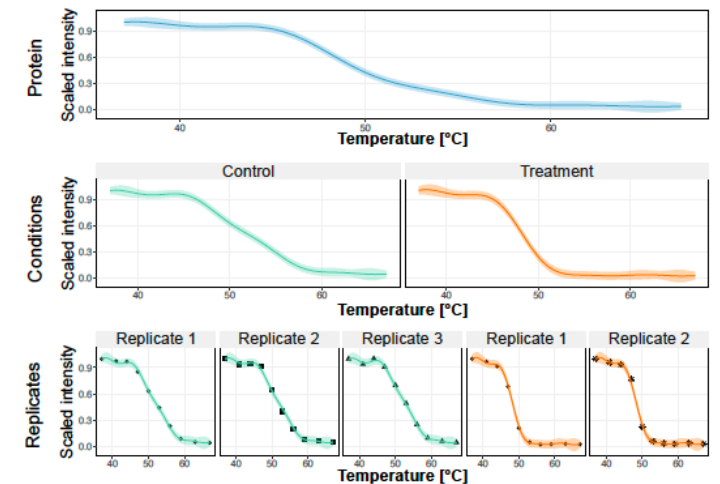 Protein
Scaled intensity
0.9
0.6
0.3
0.0
40 50 60
Temperature [°C]
Control Treatment
Conditions
Scaled intensity
0.9
0.6
0.3
0.0
40 50 60 40 50 60
Temperature [°C]
Replicate 1 Replicate 2 Replicate 3 Replicate 1 Replicate 2
Replicates
Scaled intensity
0.9
0.6
0.3
0.0
40 50 60 40 50 60 40 50 60 40 50 60 40 50 60
Temperature [°C]